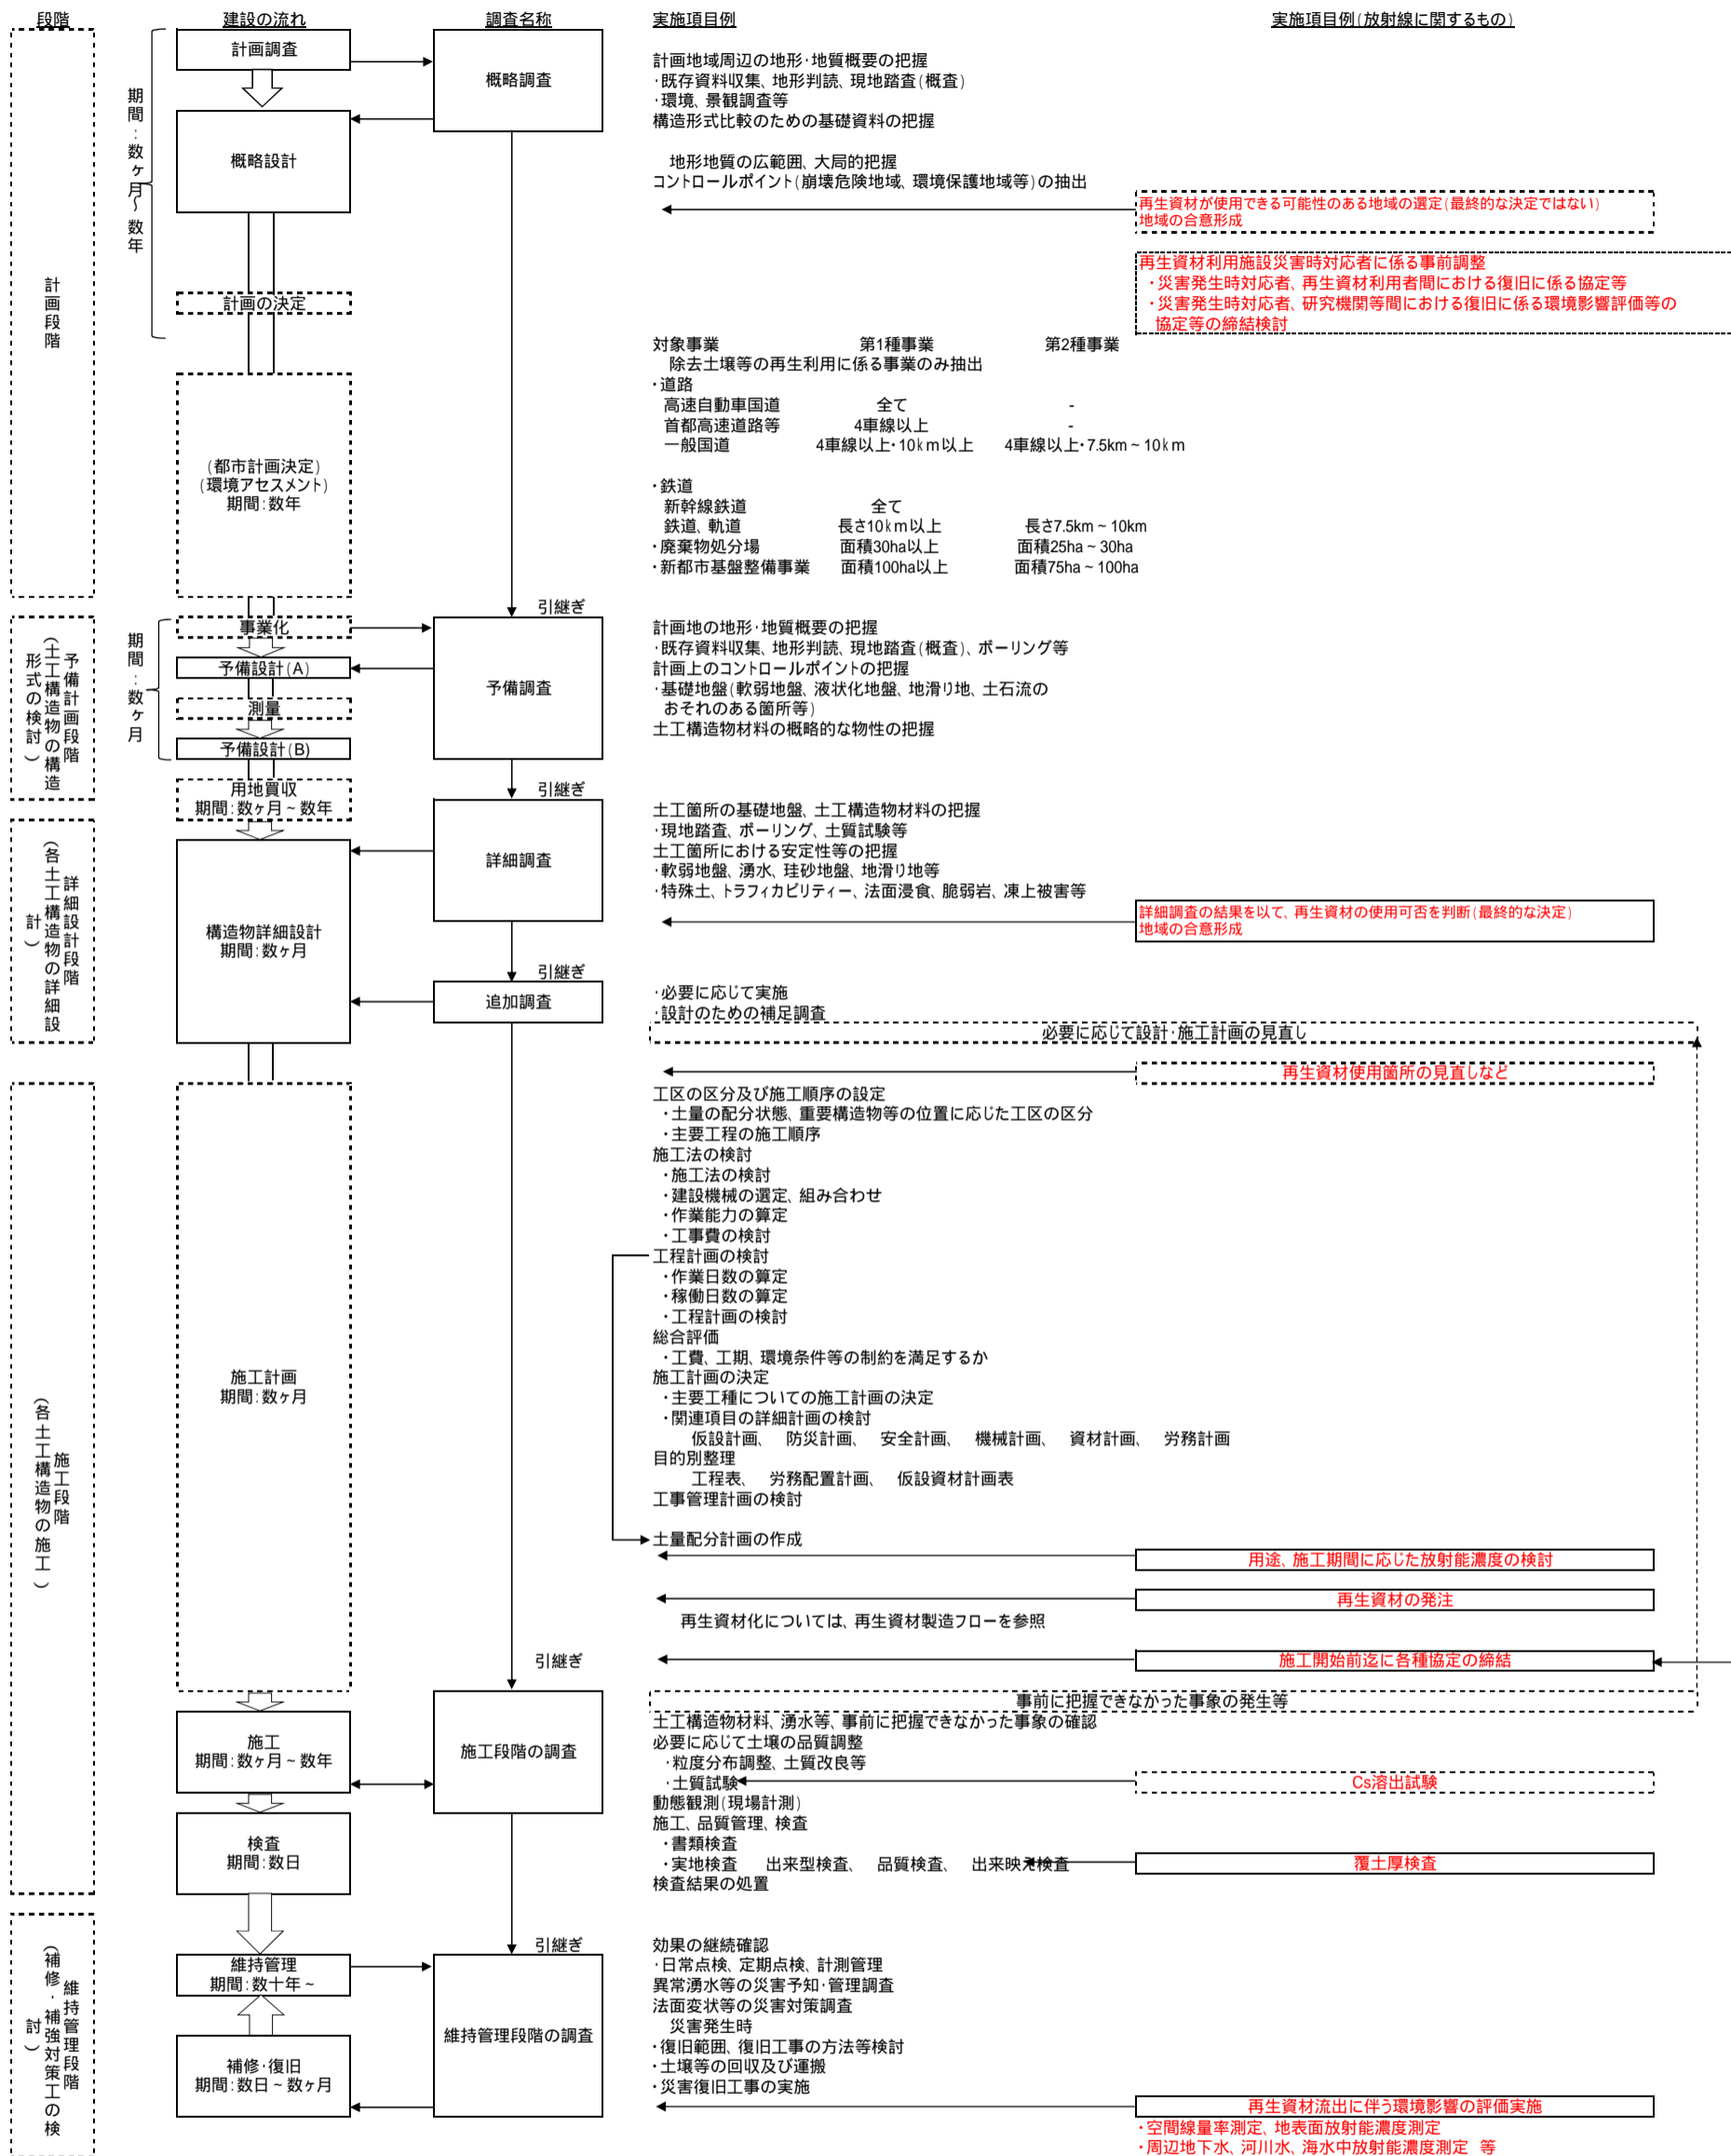 段階
建設の流れ
調査名称
実施項目例
実施項目例(放射線に関するもの)
計画段階
期間:数ヶ月～数年
計画調査
概略設計
計画の決定
(都市計画決定)
(環境アセスメント)
期間:数年
概略調査
計画地域周辺の地形・地質概要の把握
・既存資料収集、地形判読、現地踏査(概査)
・環境、景観調査等
構造形式比較のための基礎資料の把握
地形地質の広範囲、大局的把握
コントロールポイント(崩壊危険地域、環境保護地域等)の抽出
再生資材が使用できる可能性のある地域の選定(最終的な決定ではない)
地域の合意形成
再生資材利用施設災害時対応者に係る事前調整
・災害発生時対応者、再生資材利用者間における復旧に係る協定等
・災害発生時対応者、研究機関等間における復旧に係る環境影響評価等の
協定等の締結検討
対象事業 第1種事業 第2種事業
除去土壌等の再生利用に係る事業のみ抽出
・道路
高速自動車国道 全て -
首都高速道路等 4車線以上 -
一般国道 4車線以上・10km以上 4車線以上・7.5km～10km
・鉄道
新幹線鉄道 全て
鉄道、軌道 長さ10km以上 長さ7.5km～10km
・廃棄物処分場 面積30ha以上 面積25ha～30ha
・新都市基盤整備事業 面積100ha以上 面積75ha～100ha
予備計画段階
(土工構造物の構造
形式の検討)
期間:数ヶ月
事業化
予備設計(A)
測量
予備設計(B)
用地買収
期間:数ヶ月～数年
引継ぎ
予備調査
計画地の地形・地質概要の把握
・既存資料収集、地形判読、現地踏査(概査)、ボーリング等
計画上のコントロールポイントの把握
・基礎地盤(軟弱地盤、液状化地盤、地滑り地、土石流の
おそれのある箇所等)
土工構造物材料の概略的な物性の把握
詳細設計段階
(各土工構造物の詳細設
計)
構造物詳細設計
期間:数ヶ月
引継ぎ
詳細調査
土工箇所の基礎地盤、土工構造物材料の把握
・現地踏査、ボーリング、土質試験等
土工箇所における安定性等の把握
・軟弱地盤、湧水、珪砂地盤、地滑り地等
・特殊土、トラフィカビリティー、法面浸食、脆弱岩、凍上被害等
詳細調査の結果を以て、再生資材の使用可否を判断(最終的な決定)
地域の合意形成
引継ぎ
追加調査
・必要に応じて実施
・設計のための補足調査
必要に応じて設計・施工計画の見直し
再生資材使用箇所の見直しなど
施工段階
(各土工構造物の施工)
施工計画
期間:数ヶ月
工区の区分及び施工順序の設定
・土量の配分状態、重要構造物等の位置に応じた工区の区分
・主要工程の施工順序
施工法の検討
・施工法の検討
・建設機械の選定、組み合わせ
・作業能力の算定
・工事費の検討
工程計画の検討
・作業日数の算定
・稼働日数の算定
・工程計画の検討
総合評価
・工費、工期、環境条件等の制約を満足するか
施工計画の決定
・主要工種についての施工計画の決定
・関連項目の詳細計画の検討
仮設計画、 防災計画、 安全計画、 機械計画、 資材計画、 労務計画
目的別整理
工程表、 労務配置計画、 仮設資材計画表
工事管理計画の検討
土量配分計画の作成
用途、施工期間に応じた放射能濃度の検討
再生資材の発注
再生資材化については、再生資材製造フローを参照
施工開始前迄に各種協定の締結
引継ぎ
事前に把握できなかった事象の発生等
施工
期間:数ヶ月～数年
検査
期間:数日
施工段階の調査
土工構造物材料、湧水等、事前に把握できなかった事象の確認
必要に応じて土壌の品質調整
・粒度分布調整、土質改良等
・土質試験
Cs溶出試験
動態観測(現場計測)
施工、品質管理、検査
・書類検査
・実地検査 出来型検査、 品質検査、 出来映え検査
覆土厚検査
検査結果の処置
維持管理段階
(補修・補強対策工の検
討)
維持管理
期間:数十年～
補修・復旧
期間:数日～数ヶ月
引継ぎ
維持管理段階の調査
効果の継続確認
・日常点検、定期点検、計測管理
異常湧水等の災害予知・管理調査
法面変状等の災害対策調査
災害発生時
・復旧範囲、復旧工事の方法等検討
・土壌等の回収及び運搬
・災害復旧工事の実施
再生資材流出に伴う環境影響の評価実施
・空間線量率測定、地表面放射能濃度測定
・周辺地下水、河川水、海水中放射能濃度測定 等